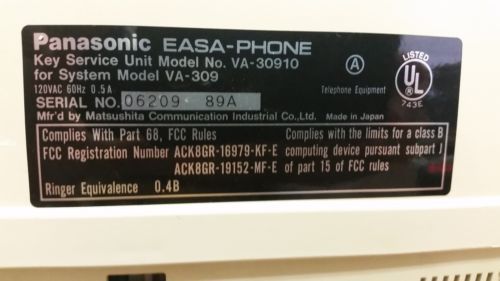 Panasonic EASA-PHONE
Key Service Unit Model No. VA-30910
for System Model VA-309
120VAC 60Hz 0.5A
SERIAL NO. 06209 89A
Mfr'd by Matsushita Communication Industrial Co., Ltd. Made in Japan
A
Telephone Equipment
LISTED
UL
743E
Complies With Part 68, FCC Rules
FCC Registration Number ACK8GR-16979-KF-E
ACK8GR-19152-MF-E
Ringer Equivalence 0.4B
Complies with the limits for a class B
computing device pursuant subpart J
of part 15 of FCC rules